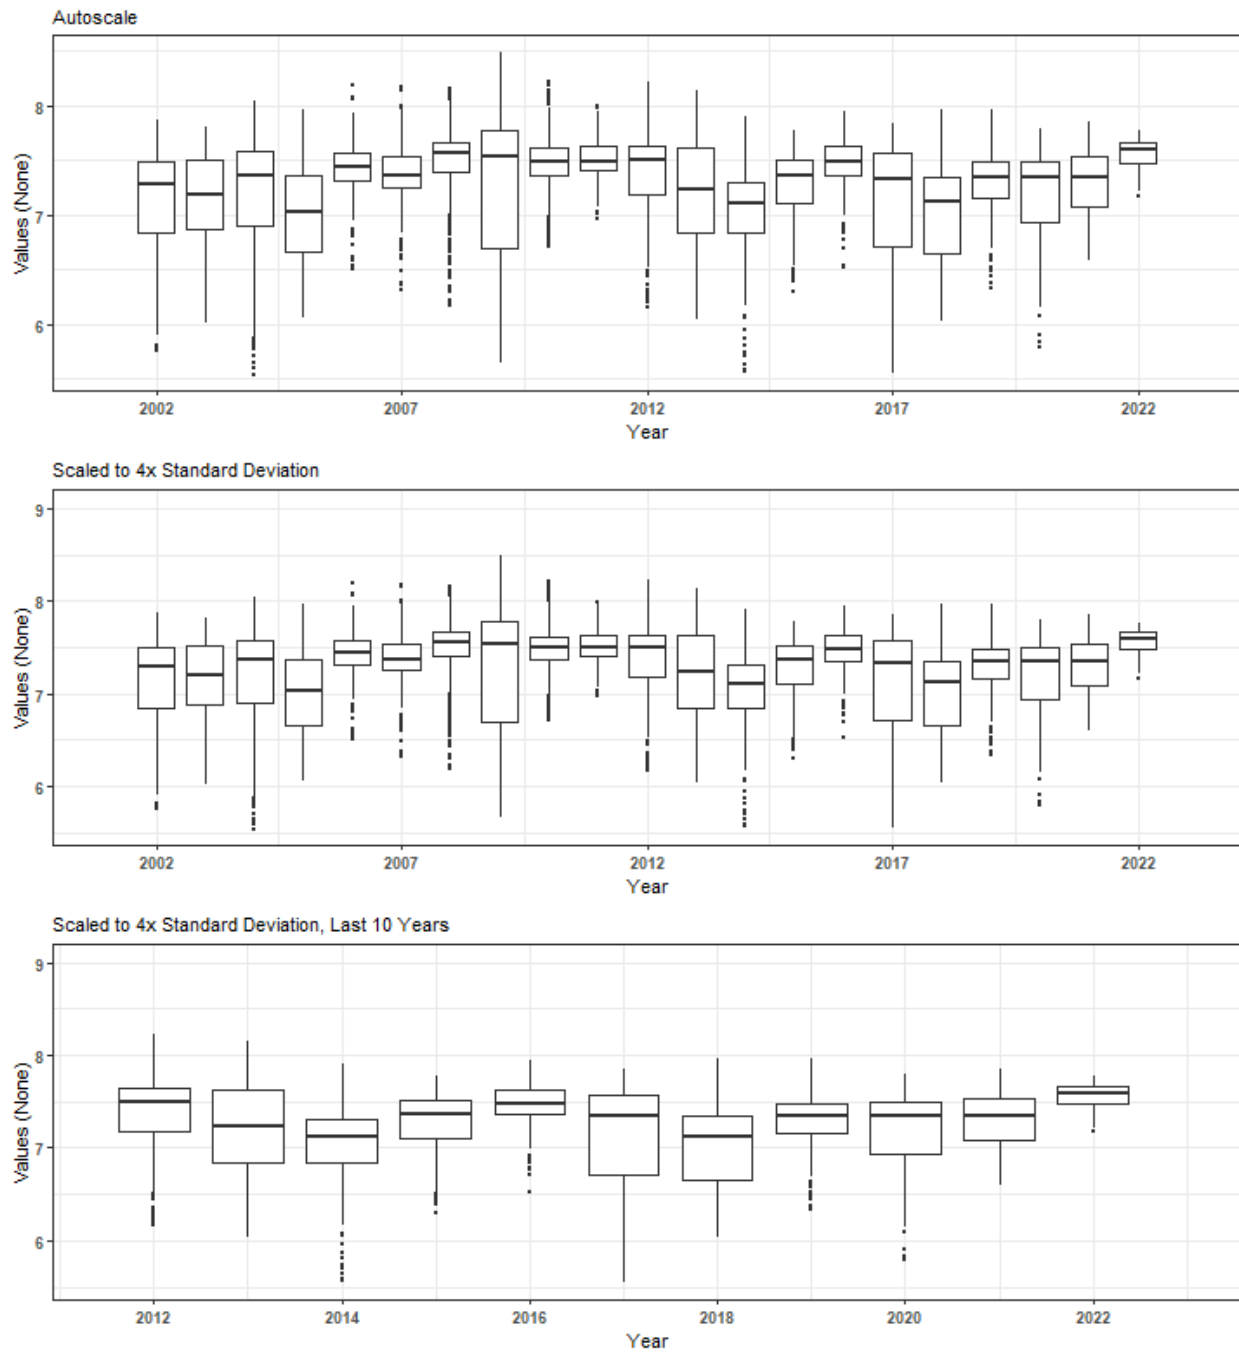 Autoscale
8
7
6
Values (None)
2002 2007 2012 2017 2022
Year
Scaled to 4x Standard Deviation
9
8
7
6
Values (None)
2002 2007 2012 2017 2022
Year
Scaled to 4x Standard Deviation, Last 10 Years
9
8
7
6
Values (None)
2012 2014 2016 2018 2020 2022
Year